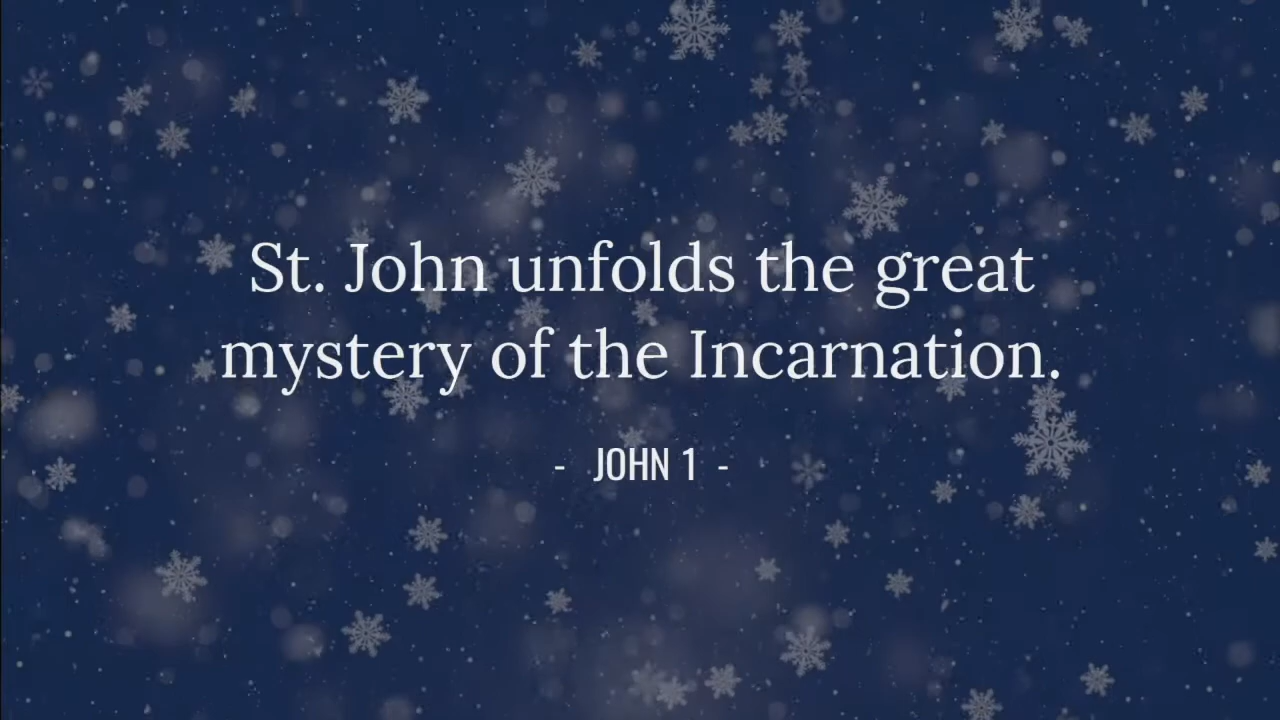 St. John unfolds the great
mystery of the Incarnation.
- JOHN 1 -